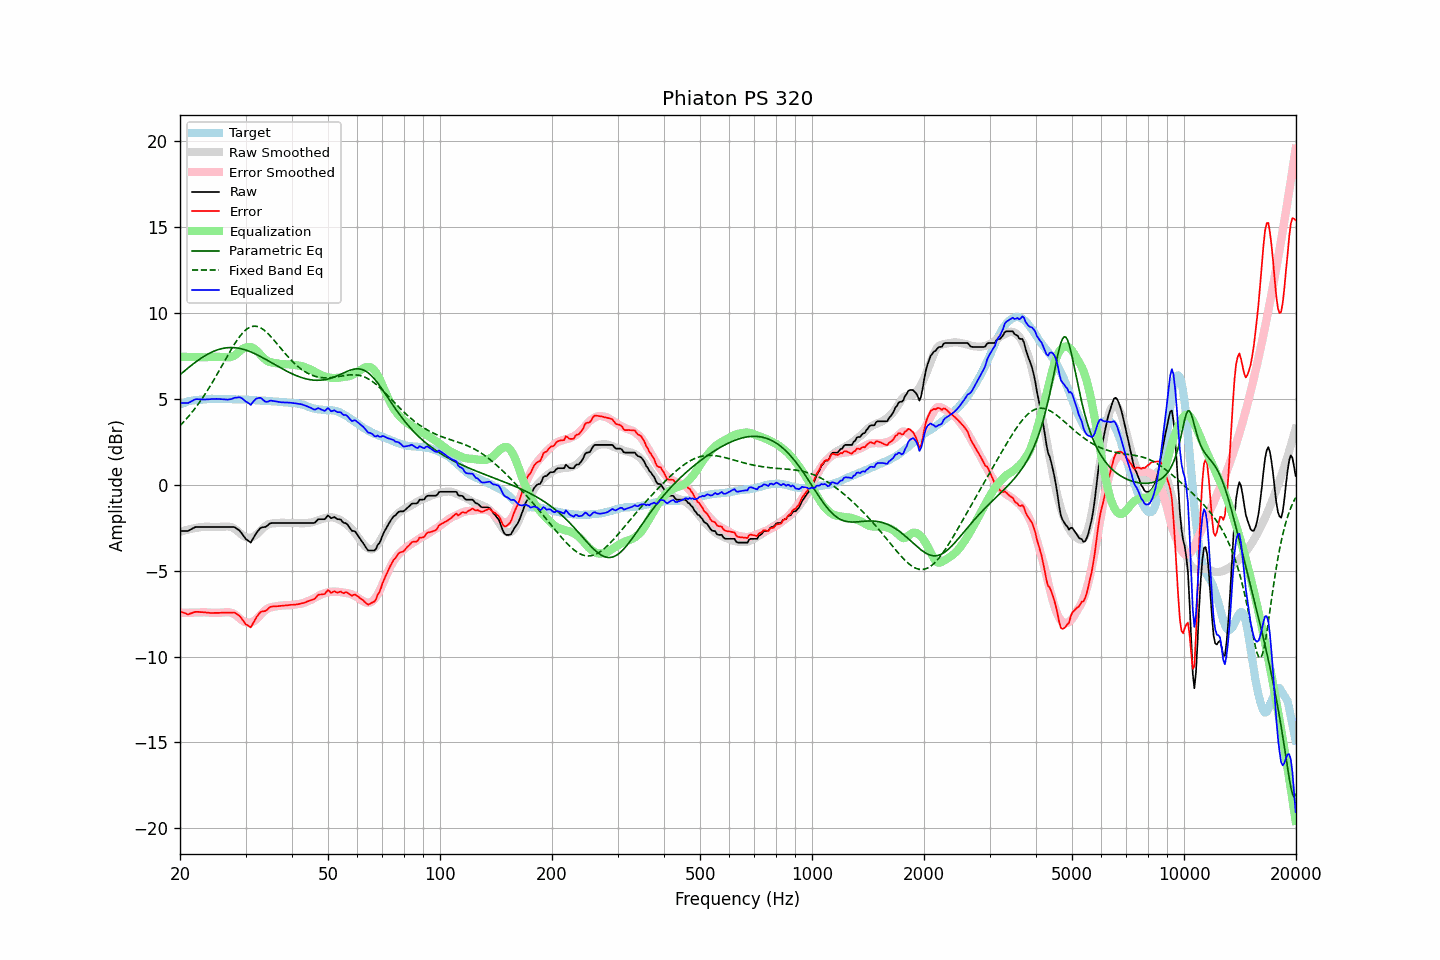 Phiaton PS 320
Target
Raw Smoothed
Error Smoothed
Raw
Error
Equalization
Parametric Eq
Fixed Band Eq
Equalized
Amplitude (dBr)
20
15
10
5
0
−5
−10
−15
−20
20 50 100 200 500 1000 2000 5000 10000 20000
Frequency (Hz)